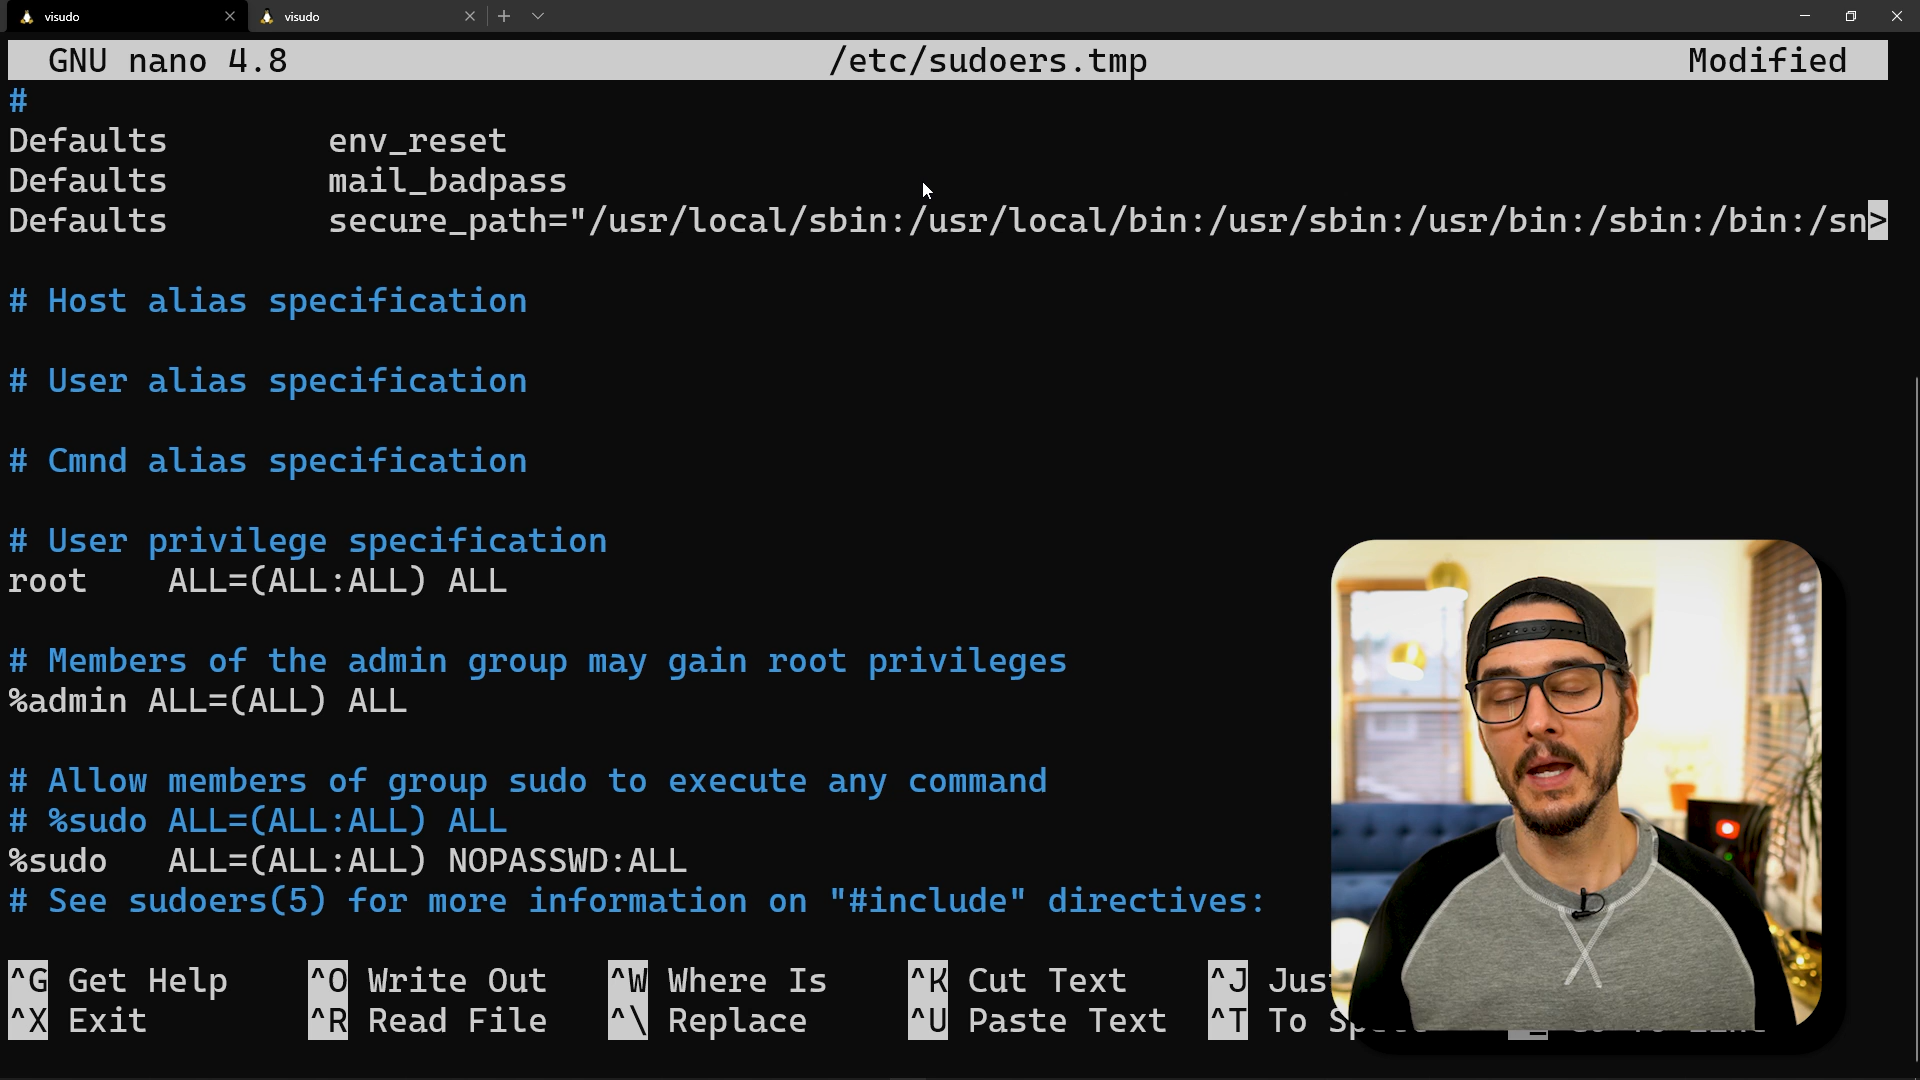 visudo visudo
GNU nano 4.8 /etc/sudoers.tmp Modified
#
Defaults env_reset
Defaults mail_badpass
Defaults secure_path="/usr/local/sbin:/usr/local/bin:/usr/sbin:/usr/bin:/sbin:/bin:/sn>
# Host alias specification
# User alias specification
# Cmnd alias specification
# User privilege specification
root ALL=(ALL:ALL) ALL
# Members of the admin group may gain root privileges
%admin ALL=(ALL) ALL
# Allow members of group sudo to execute any command
# %sudo ALL=(ALL:ALL) ALL
%sudo ALL=(ALL:ALL) NOPASSWD:ALL
# See sudoers(5) for more information on "#include" directives:
^G Get Help ^O Write Out ^W Where Is ^K Cut Text ^J
^X Exit ^R Read File ^\ Replace ^U Paste Text ^T To